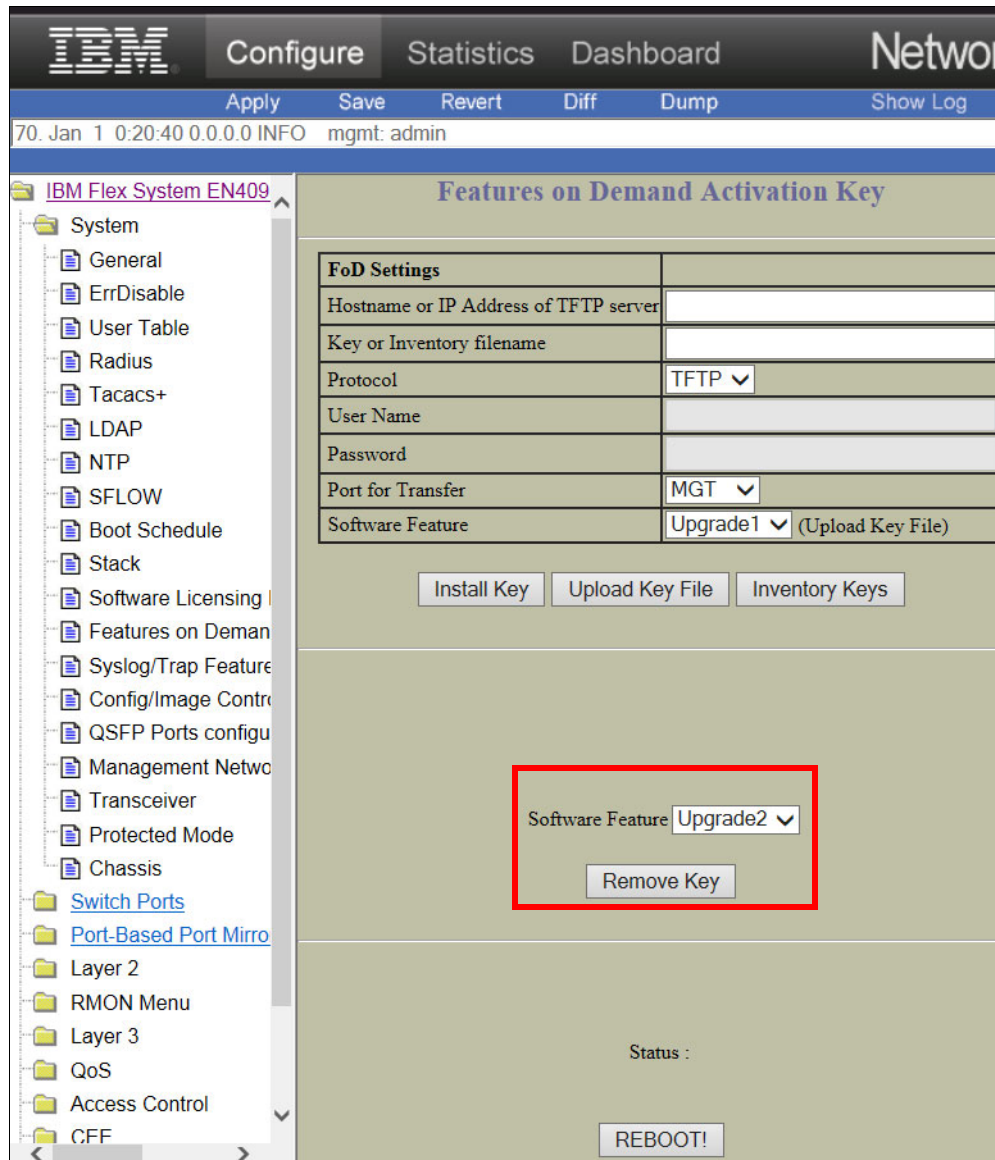 IBM Configure Statistics Dashboard Networ
Apply Save Revert Diff Dump Show Log
70. Jan 1 0:20:40 0.0.0.0 INFO mgmt: admin
IBM Flex System EN409
System
General
ErrDisable
User Table
Radius
Tacacs+
LDAP
NTP
SFLOW
Boot Schedule
Stack
Software Licensing
Features on Deman
Syslog/Trap Feature
Config/Image Contro
QSFP Ports configu
Management Netwo
Transceiver
Protected Mode
Chassis
Switch Ports
Port-Based Port Mirro
Layer 2
RMON Menu
Layer 3
QoS
Access Control
CEE
Features on Demand Activation Key
FoD Settings
Hostname or IP Address of TFTP server
Key or Inventory filename
Protocol TFTP
User Name
Password
Port for Transfer MGT
Software Feature Upgrade1 (Upload Key File)
Install Key Upload Key File Inventory Keys
Software Feature Upgrade2
Remove Key
Status :
REBOOT!